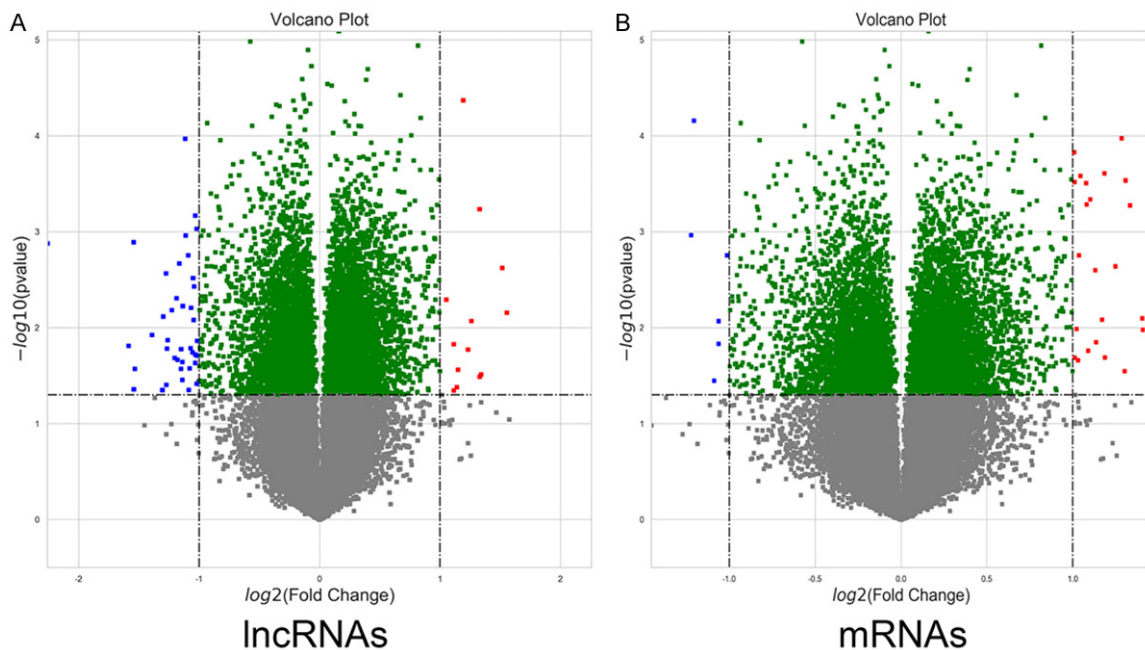 A
Volcano Plot
5
4
3
2
1
0
−log10(pvalue)
-2
-1
0
1
2
log2(Fold Change)
lncRNAs
B
Volcano Plot
5
4
3
2
1
0
−log10(pvalue)
-1.0
-0.5
0.0
0.5
1.0
log2(Fold Change)
mRNAs